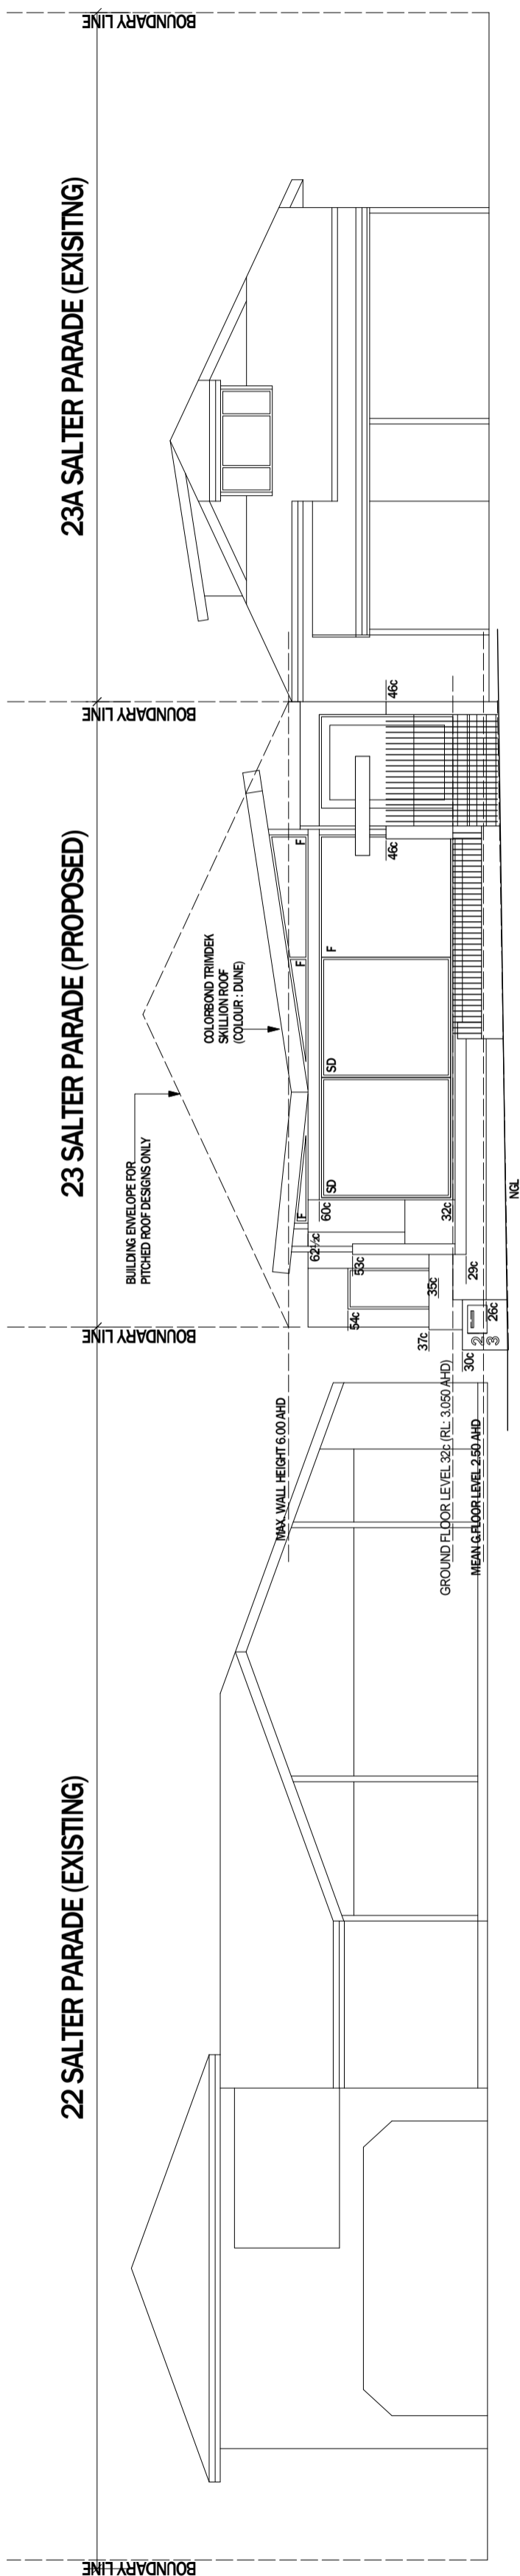 22 SALTER PARADE (EXISTING)
23 SALTER PARADE (PROPOSED)
23A SALTER PARADE (EXISITNG)
BOUNDARY LINE
BOUNDARY LINE
BOUNDARY LINE
BOUNDARY LINE
BUILDING ENVELOPE FOR
PITCHED ROOF DESIGNS ONLY
COLORBOND TRIMDEK
SKILLION ROOF
(COLOUR : DUNE)
MAX. WALL HEIGHT 6.00 AHD
GROUND FLOOR LEVEL 32c (RL: 3.050 AHD)
MEAN G.FLOOR LEVEL 2.50 AHD
F
F
F
62½c
60c
SD
SD
F
54c
53c
46c
46c
37c
35c
32c
30c
29c
26c
23
NGL